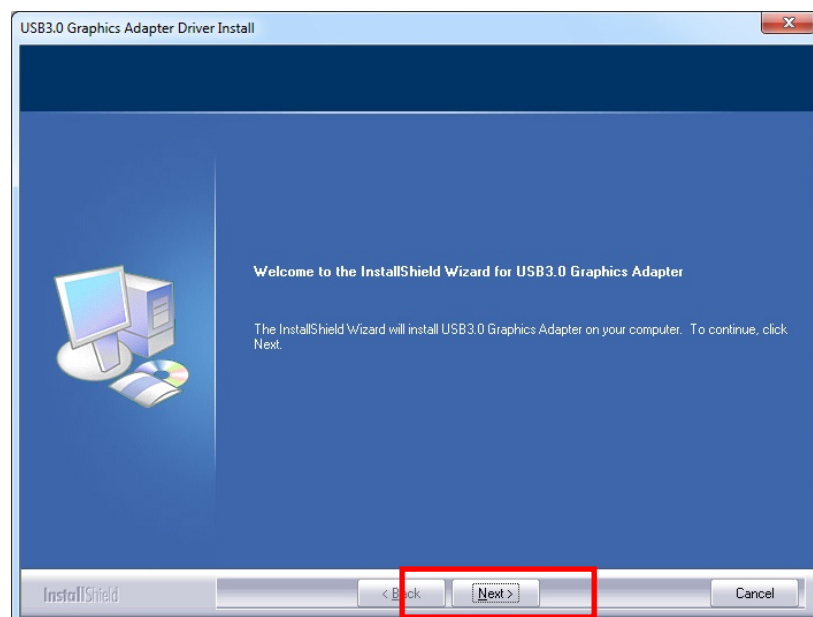 USB3.0 Graphics Adapter Driver Install
Welcome to the InstallShield Wizard for USB3.0 Graphics Adapter
The InstallShield Wizard will install USB3.0 Graphics Adapter on your computer. To continue, click
Next.
InstallShield
< Back
Next >
Cancel